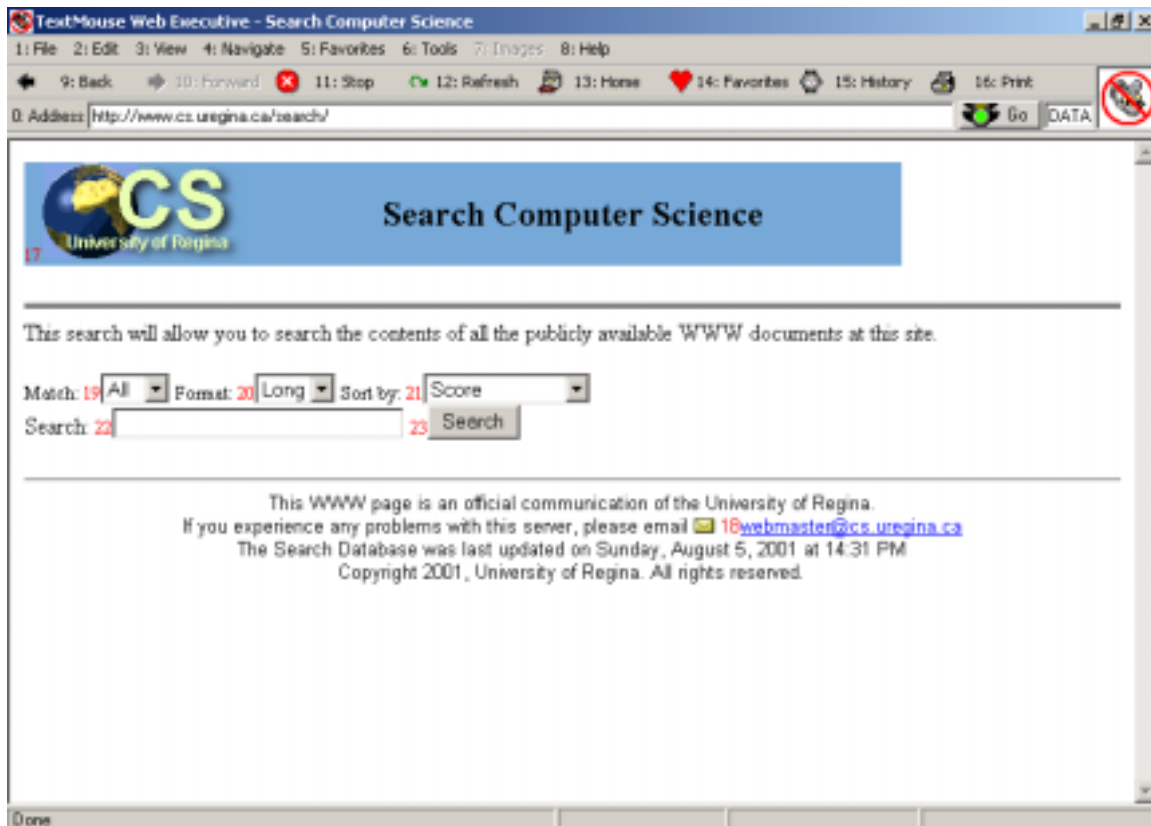 TextMouse Web Executive - Search Computer Science
1: File 2: Edit 3: View 4: Navigate 5: Favorites 6: Tools 7: Images 8: Help
9: Back 10: Forward 11: Stop 12: Refresh 13: Home 14: Favorites 15: History 16: Print
0: Address http://www.cs.uregina.ca/search/ Go DATA
CS
University of Regina
Search Computer Science
17
This search will allow you to search the contents of all the publicly available WWW documents at this site.
Match: 19 All Format: 20 Long Sort by: 21 Score
Search: 22 23 Search
This WWW page is an official communication of the University of Regina.
If you experience any problems with this server, please email 18webmaster@cs.uregina.ca
The Search Database was last updated on Sunday, August 5, 2001 at 14:31 PM
Copyright 2001, University of Regina. All rights reserved.
Done